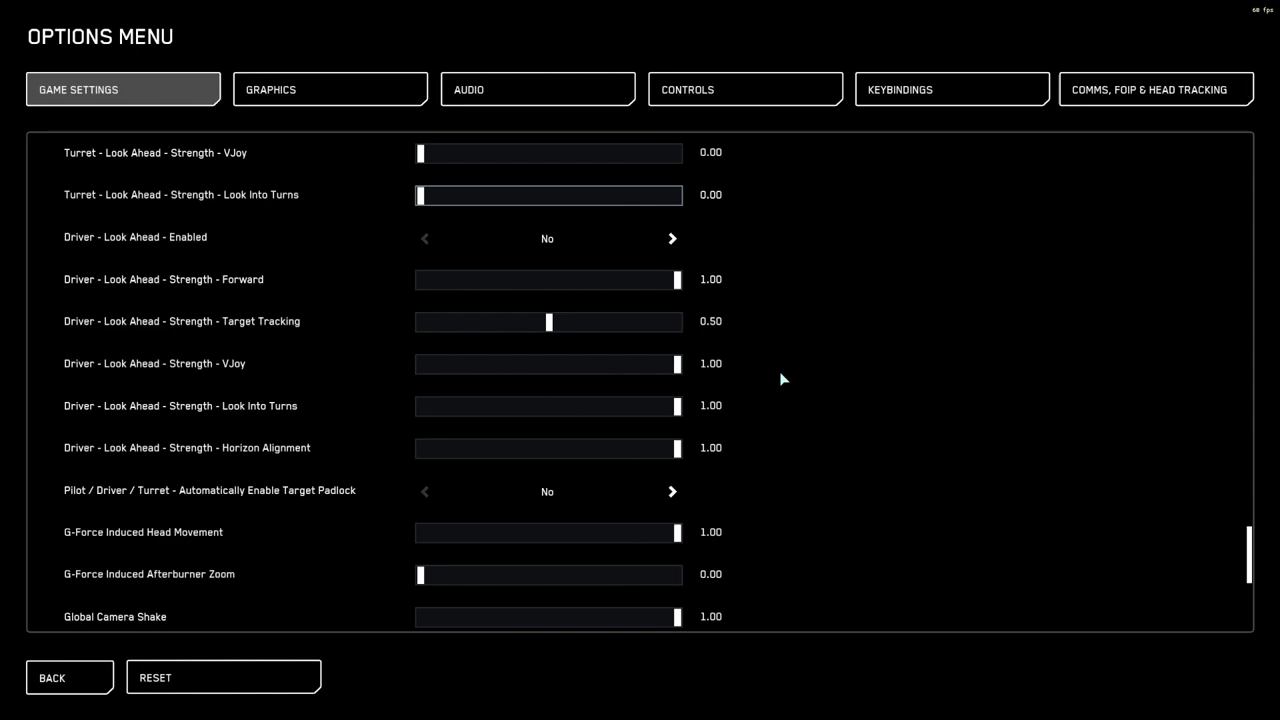 60 fps
OPTIONS MENU
GAME SETTINGS
GRAPHICS
AUDIO
CONTROLS
KEYBINDINGS
COMMS, FOIP & HEAD TRACKING
Turret - Look Ahead - Strength - VJoy 0.00
Turret - Look Ahead - Strength - Look Into Turns 0.00
Driver - Look Ahead - Enabled No
Driver - Look Ahead - Strength - Forward 1.00
Driver - Look Ahead - Strength - Target Tracking 0.50
Driver - Look Ahead - Strength - VJoy 1.00
Driver - Look Ahead - Strength - Look Into Turns 1.00
Driver - Look Ahead - Strength - Horizon Alignment 1.00
Pilot / Driver / Turret - Automatically Enable Target Padlock No
G-Force Induced Head Movement 1.00
G-Force Induced Afterburner Zoom 0.00
Global Camera Shake 1.00
BACK
RESET